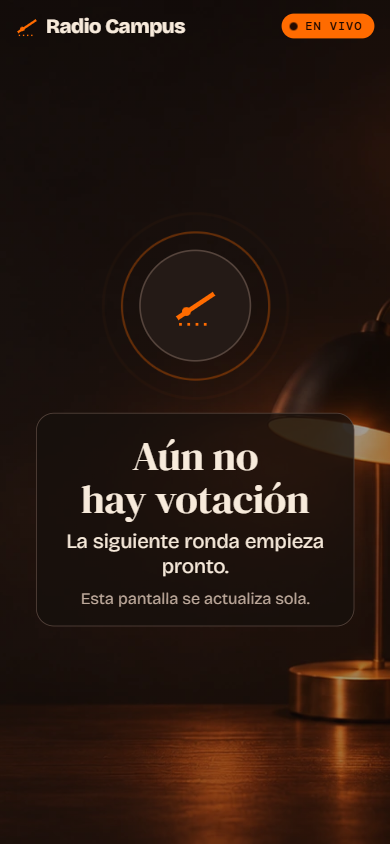 Radio Campus
EN VIVO
Aún no
hay votación
La siguiente ronda empieza
pronto.
Esta pantalla se actualiza sola.